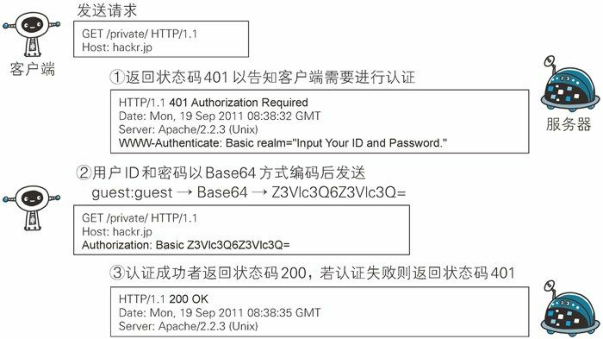 发送请求
GET /private/ HTTP/1.1
Host: hackr.jp
客户端
①返回状态码401以告知客户端需要进行认证
HTTP/1.1 401 Authorization Required
Date: Mon, 19 Sep 2011 08:38:32 GMT
Server: Apache/2.2.3 (Unix)
WWW-Authenticate: Basic realm="Input Your ID and Password."
服务器
②用户ID和密码以Base64方式编码后发送
guest:guest → Base64 → Z3Vlc3Q6Z3Vlc3Q=
GET /private/ HTTP/1.1
Host: hackr.jp
Authorization: Basic Z3Vlc3Q6Z3Vlc3Q=
③认证成功者返回状态码200，若认证失败则返回状态码401
HTTP/1.1 200 OK
Date: Mon, 19 Sep 2011 08:38:35 GMT
Server: Apache/2.2.3 (Unix)